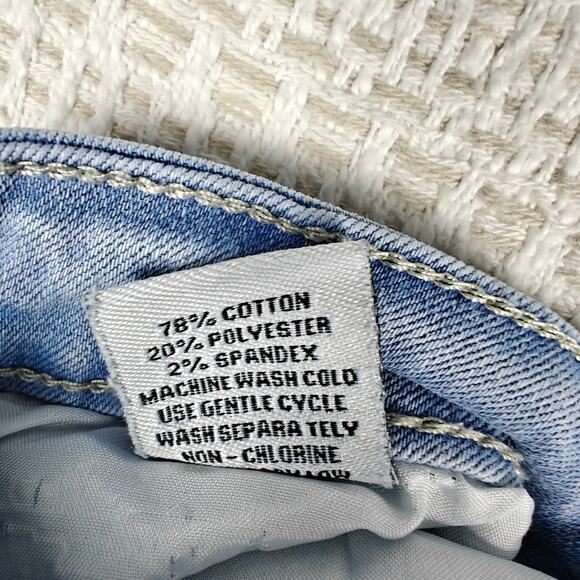 78% COTTON
20% POLYESTER
2% SPANDEX
MACHINE WASH COLD
USE GENTLE CYCLE
WASH SEPARA TELY
NON - CHLORINE